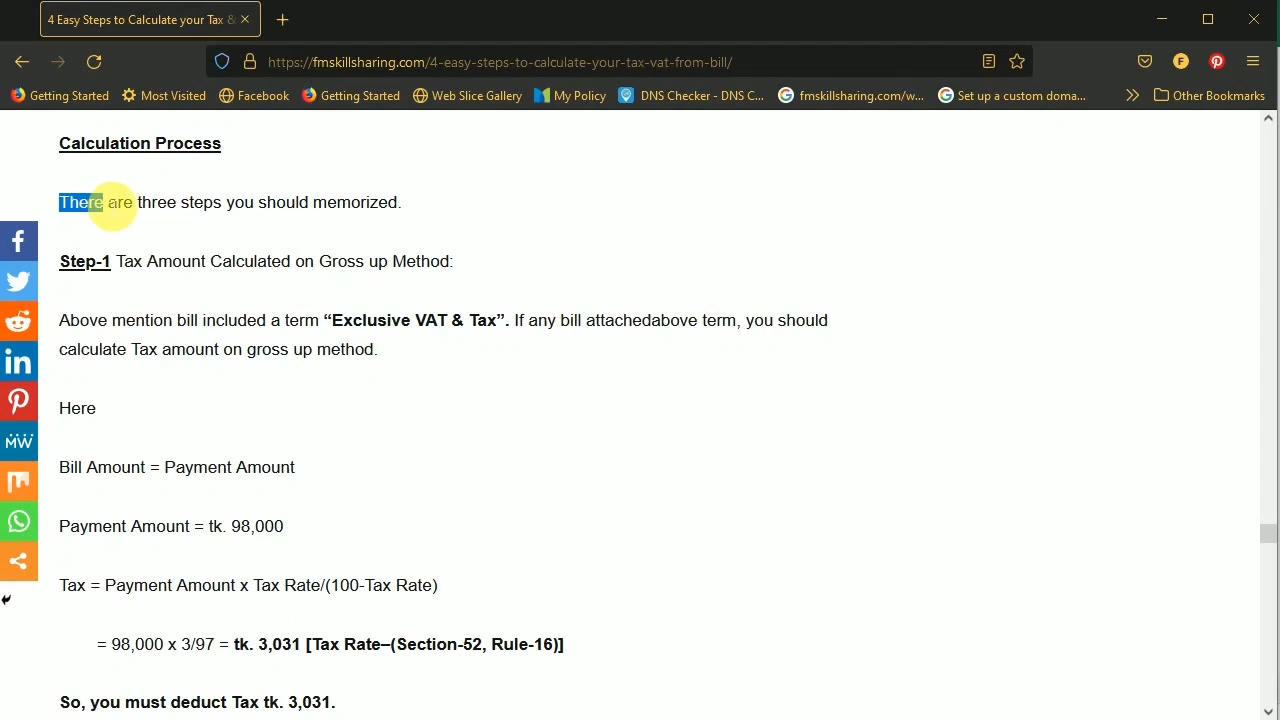 4 Easy Steps to Calculate your Tax &
https://fmskillsharing.com/4-easy-steps-to-calculate-your-tax-vat-from-bill/
F
Getting Started Most Visited Facebook Getting Started Web Slice Gallery My Policy DNS Checker - DNS C... fmskillsharing.com/w... Set up a custom doma... Other Bookmarks
Calculation Process
There are three steps you should memorized.
Step-1 Tax Amount Calculated on Gross up Method:
Above mention bill included a term “Exclusive VAT & Tax”. If any bill attachedabove term, you should
calculate Tax amount on gross up method.
Here
Bill Amount = Payment Amount
Payment Amount = tk. 98,000
Tax = Payment Amount x Tax Rate/(100-Tax Rate)
= 98,000 x 3/97 = tk. 3,031 [Tax Rate–(Section-52, Rule-16)]
So, you must deduct Tax tk. 3,031.
in
MW